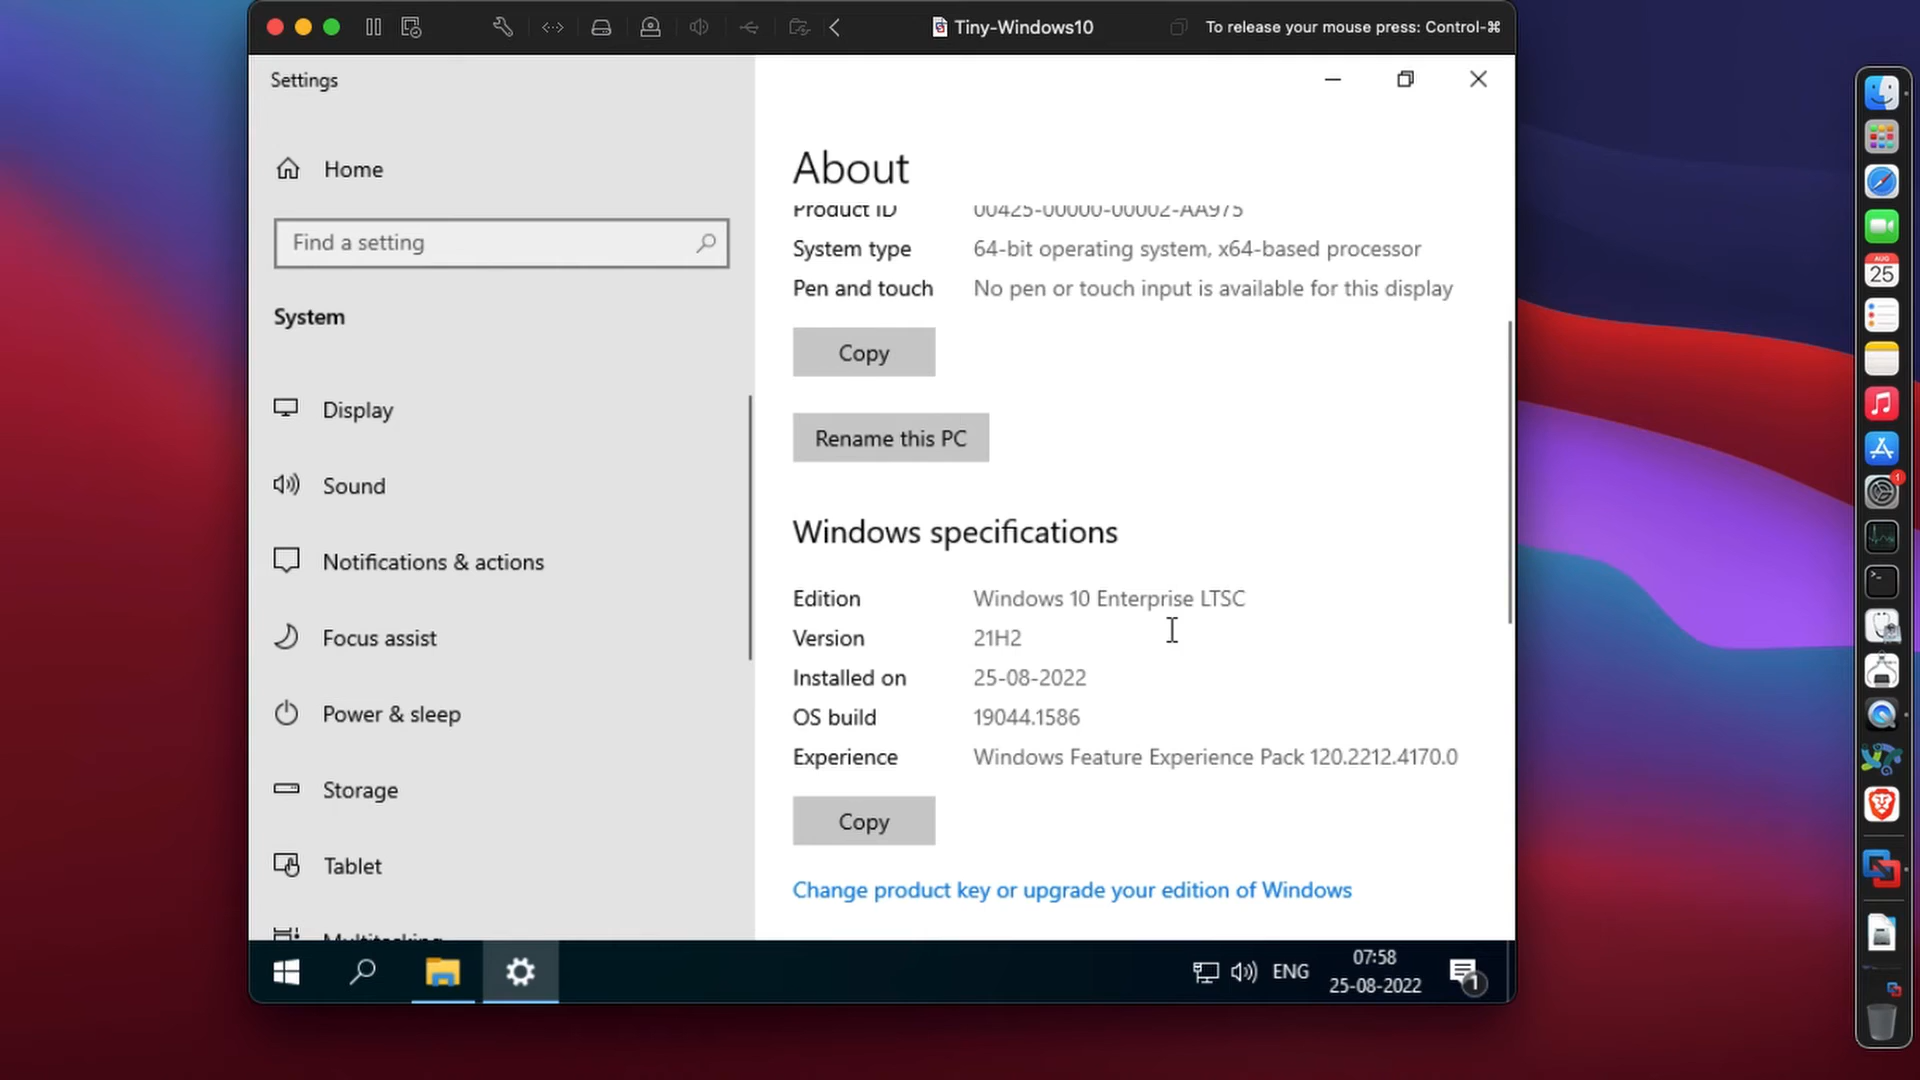 Tiny-Windows10
To release your mouse press: Control-⌘
Settings
Home
Find a setting
System
Display
Sound
Notifications & actions
Focus assist
Power & sleep
Storage
Tablet
Multitasking
About
Product ID 00425-00000-00002-AA975
System type 64-bit operating system, x64-based processor
Pen and touch No pen or touch input is available for this display
Copy
Rename this PC
Windows specifications
Edition Windows 10 Enterprise LTSC
Version 21H2
Installed on 25-08-2022
OS build 19044.1586
Experience Windows Feature Experience Pack 120.2212.4170.0
Copy
Change product key or upgrade your edition of Windows
ENG
07:58
25-08-2022
1
AUG
25
1